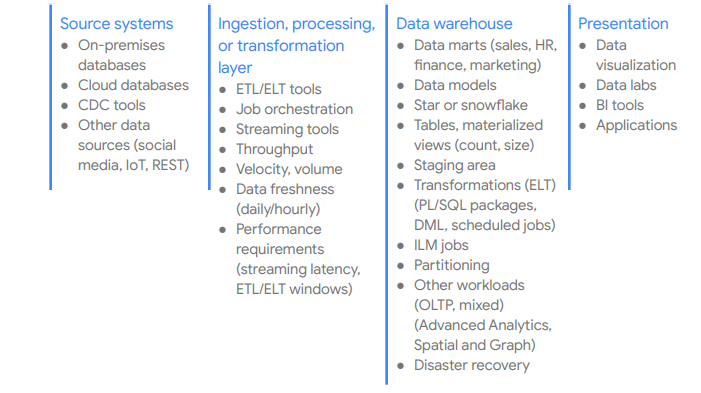 Source systems
● On-premises
databases
● Cloud databases
● CDC tools
● Other data
sources (social
media, IoT, REST)
Ingestion, processing,
or transformation
layer
● ETL/ELT tools
● Job orchestration
● Streaming tools
● Throughput
● Velocity, volume
● Data freshness
(daily/hourly)
● Performance
requirements
(streaming latency,
ETL/ELT windows)
Data warehouse
● Data marts (sales, HR,
finance, marketing)
● Data models
● Star or snowflake
● Tables, materialized
views (count, size)
● Staging area
● Transformations (ELT)
(PL/SQL packages,
DML, scheduled jobs)
● ILM jobs
● Partitioning
● Other workloads
(OLTP, mixed)
(Advanced Analytics,
Spatial and Graph)
● Disaster recovery
Presentation
● Data
visualization
● Data labs
● BI tools
● Applications